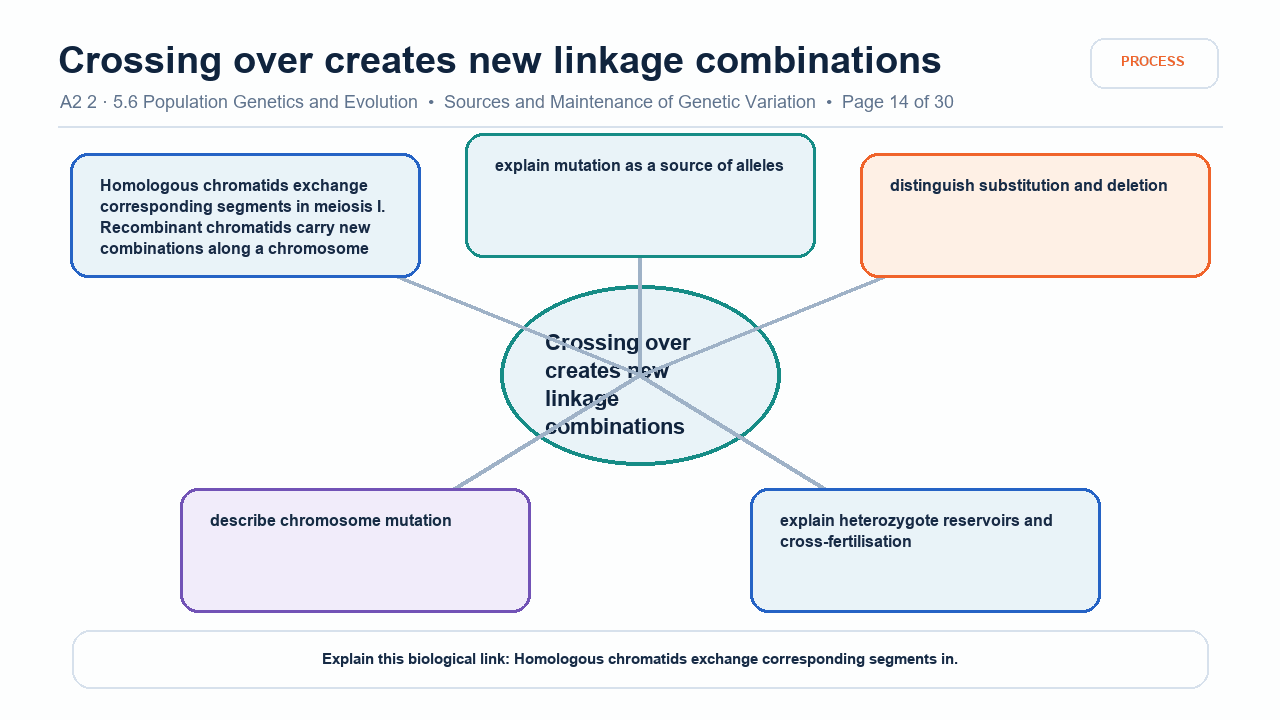 Crossing over creates new linkage combinations
PROCESS
A2 2 · 5.6 Population Genetics and Evolution • Sources and Maintenance of Genetic Variation • Page 14 of 30
Homologous chromatids exchange
corresponding segments in meiosis I.
Recombinant chromatids carry new
combinations along a chromosome
explain mutation as a source of alleles
distinguish substitution and deletion
Crossing over
creates new
linkage
combinations
describe chromosome mutation
explain heterozygote reservoirs and
cross-fertilisation
Explain this biological link: Homologous chromatids exchange corresponding segments in.